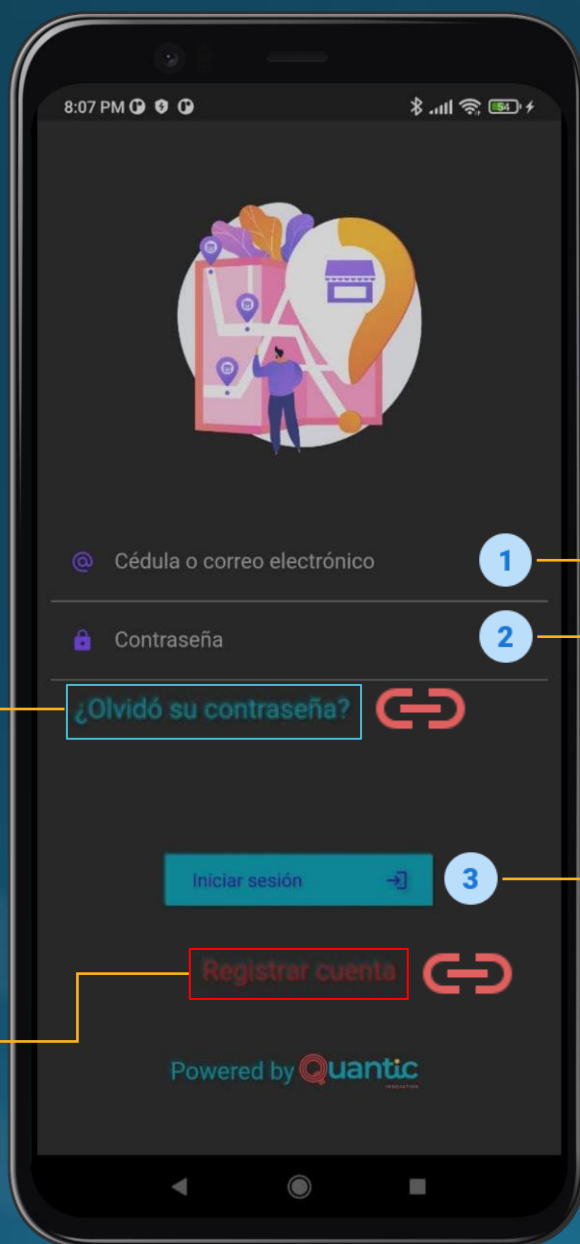 8:07 PM
54
Cédula o correo electrónico
1
Contraseña
2
¿Olvidó su contraseña?
Iniciar sesión
3
Registrar cuenta
Powered by Quantic